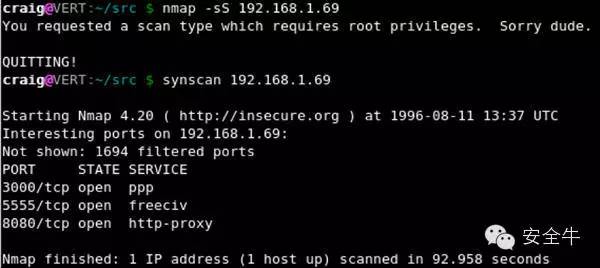 craig@VERT:~/src $ nmap -sS 192.168.1.69
You requested a scan type which requires root privileges.  Sorry dude.
QUITTING!
craig@VERT:~/src $ synscan 192.168.1.69
Starting Nmap 4.20 ( http://insecure.org ) at 1996-08-11 13:37 UTC
Interesting ports on 192.168.1.69:
Not shown: 1694 filtered ports
PORT     STATE SERVICE
3000/tcp open  ppp
5555/tcp open  freeciv
8080/tcp open  http-proxy
Nmap finished: 1 IP address (1 host up) scanned in 92.958 seconds
安全牛